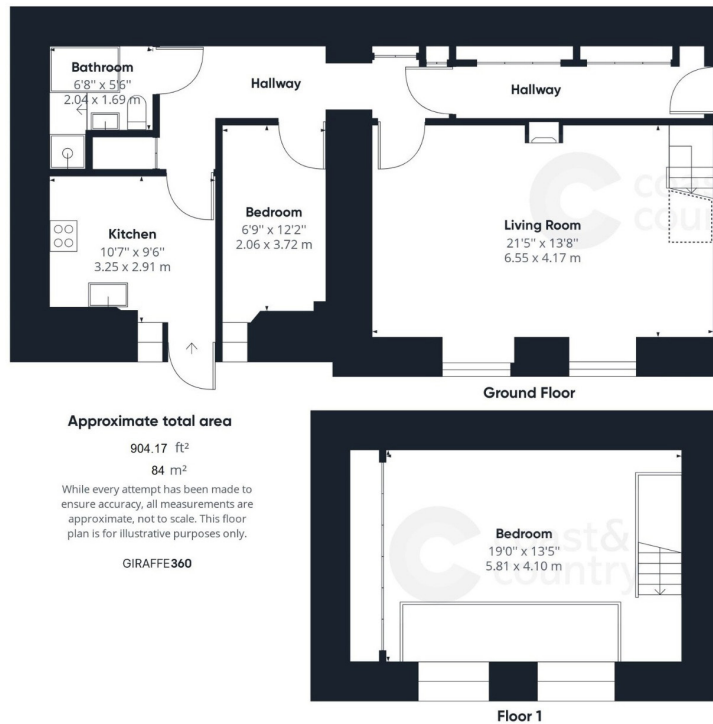 Bathroom
6'8" x 5'6"
2.04 x 1.69 m
Hallway
Hallway
Kitchen
10'7" x 9'6"
3.25 x 2.91 m
Bedroom
6'9" x 12'2"
2.06 x 3.72 m
Living Room
21'5" x 13'8"
6.55 x 4.17 m
Ground Floor
Approximate total area
904.17 ft²
84 m²
While every attempt has been made to
ensure accuracy, all measurements are
approximate, not to scale. This floor
plan is for illustrative purposes only.
GIRAFFE360
Bedroom
19'0" x 13'5"
5.81 x 4.10 m
coast&
country
Floor 1